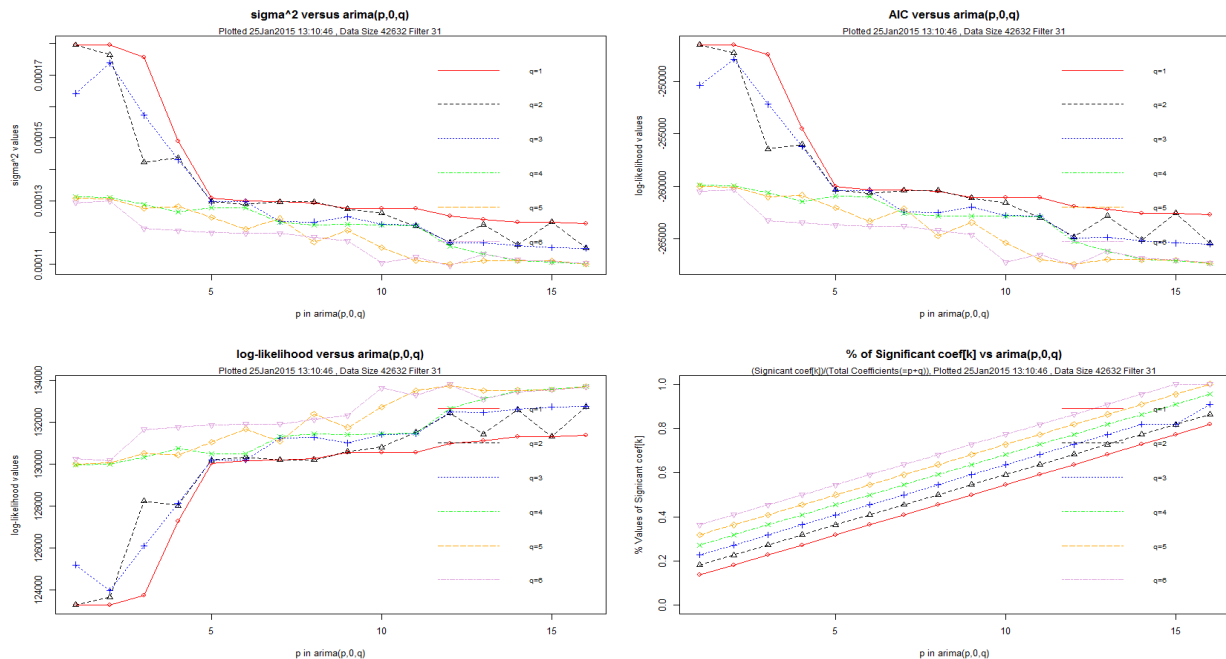 sigma^2 versus arima(p,0,q)
Plotted 25Jan2015 13:10:46 , Data Size 42632 Filter 31
sigma^2 values
0.00017
0.00015
0.00013
0.00011
q=1
q=2
q=3
q=4
q=5
q=6
5
10
15
p in arima(p,0,q)
AIC versus arima(p,0,q)
Plotted 25Jan2015 13:10:46 , Data Size 42632 Filter 31
log-likelihood values
-250000
-255000
-260000
-265000
q=1
q=2
q=3
q=4
q=5
q=6
5
10
15
p in arima(p,0,q)
log-likelihood versus arima(p,0,q)
Plotted 25Jan2015 13:10:46 , Data Size 42632 Filter 31
log-likelihood values
134000
132000
130000
128000
126000
124000
q=1
q=2
q=3
q=4
q=5
q=6
5
10
15
p in arima(p,0,q)
% of Significant coef[k] vs arima(p,0,q)
(Signicant coef[k])/(Total Coefficients(=p+q)), Plotted 25Jan2015 13:10:46 , Data Size 42632 Filter 31
% Values of Signicant coef[k]
1.0
0.8
0.6
0.4
0.2
0.0
q=1
q=2
q=3
q=4
q=5
q=6
5
10
15
p in arima(p,0,q)